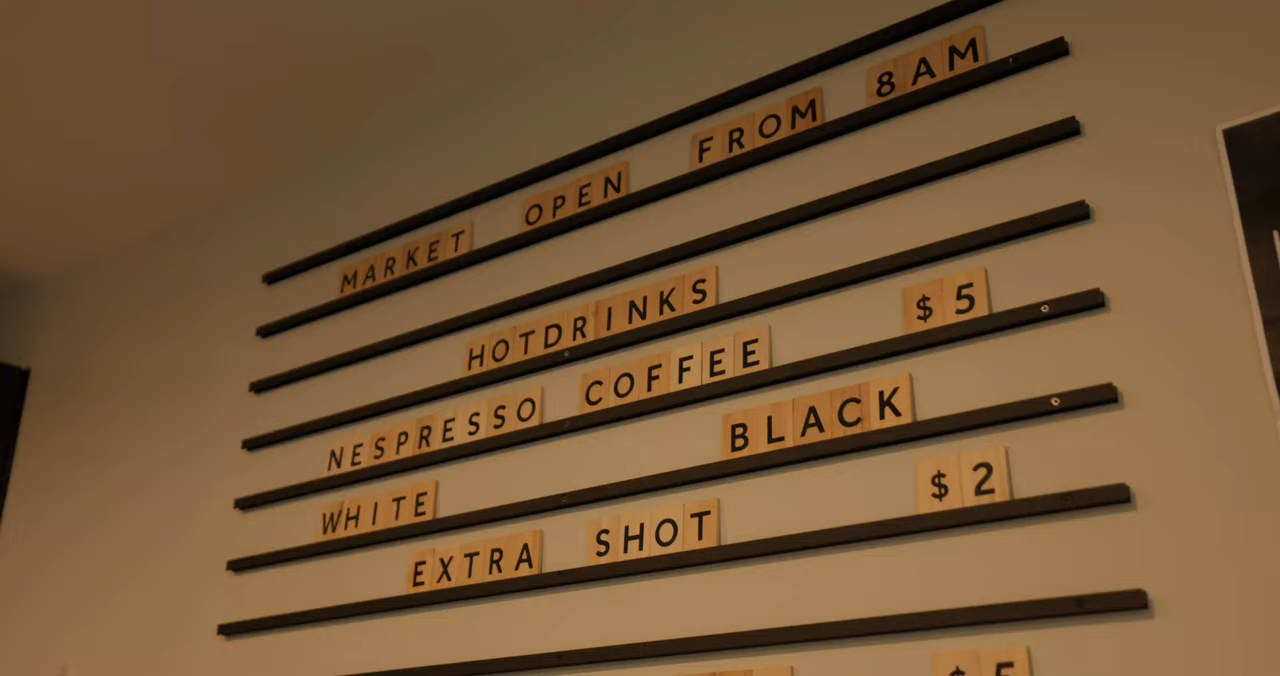 MARKET OPEN FROM 8AM
HOTDRINKS
NESPRESSO COFFEE $5
WHITE BLACK
EXTRA SHOT $2